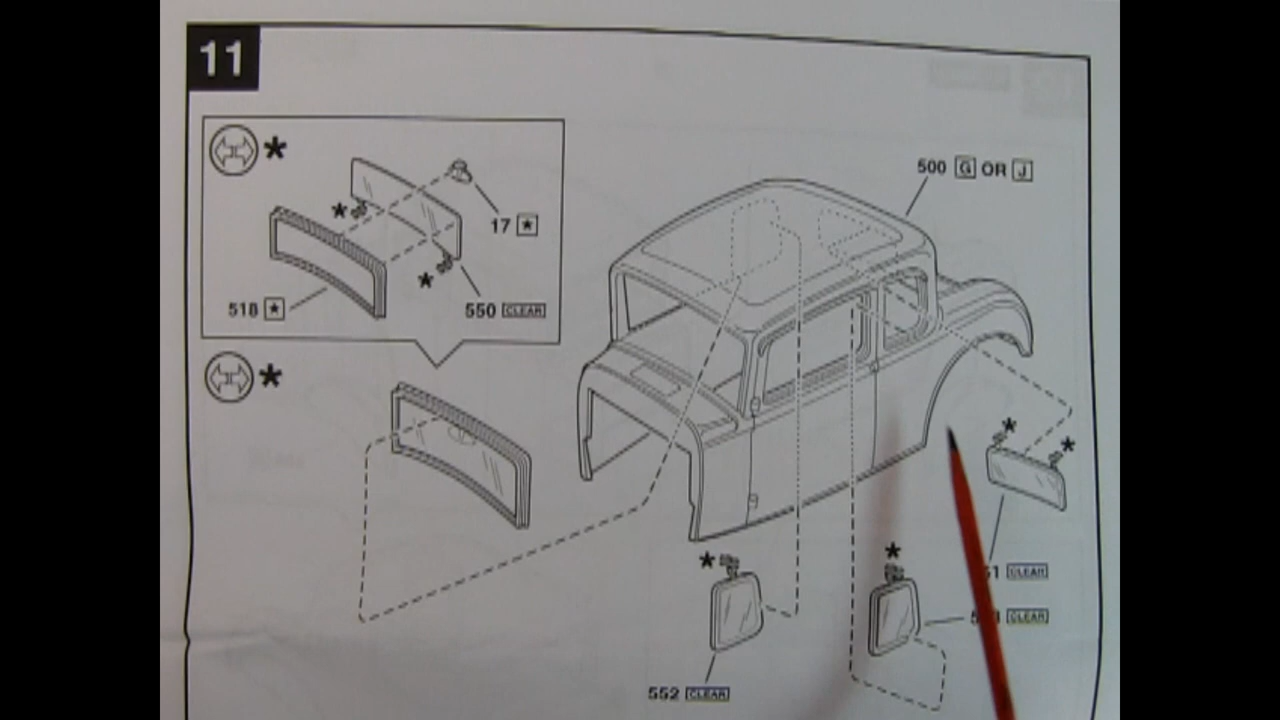 11
*
17 ★
*
*
518 ★
550 CLEAR
500 G OR J
*
*
*
CLEAR
CLEAR
*
*
552 CLEAR